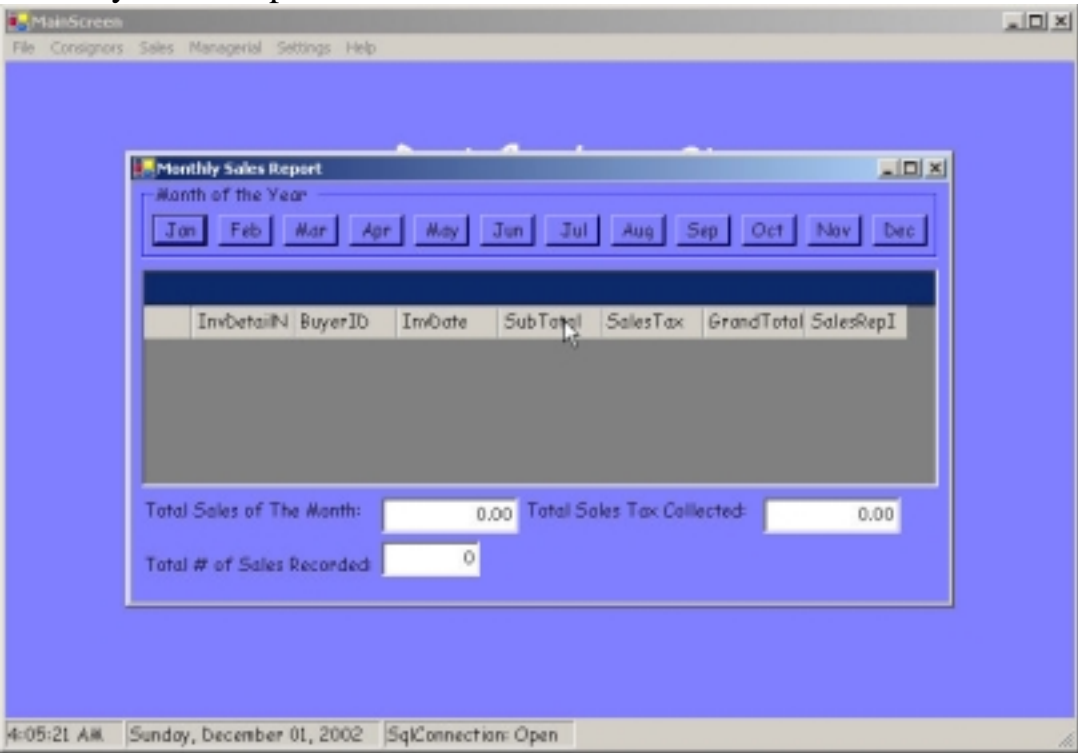 MainScreen
File Consignors Sales Managerial Settings Help
Monthly Sales Report
Month of the Year
Jan Feb Mar Apr May Jun Jul Aug Sep Oct Nov Dec
InvDetailN BuyerID InvDate SubTotal SalesTax GrandTotal SalesRepI
Total Sales of The Month: 0.00 Total Sales Tax Collected: 0.00
Total # of Sales Recorded: 0
4:05:21 AM Sunday, December 01, 2002 SqlConnection: Open